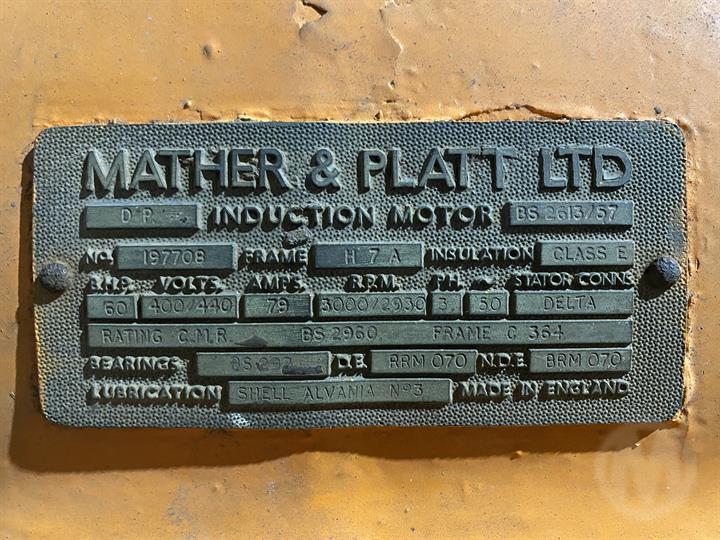 MATHER & PLATT LTD
D.P. INDUCTION MOTOR BS 2613/57
No. 197708 FRAME H 7 A INSULATION CLASS E
B.H.P. VOLTS. AMPS. R.P.M. PH. STATOR CONNS
60 400/440 79 3000/2930 3 50 DELTA
RATING C.M.R. BS 2960. FRAME C 364
BEARINGS BS 292 D.E. RRM 070 N.D.E. BRM 070
LUBRICATION SHELL ALVANIA Nº3 MADE IN ENGLAND